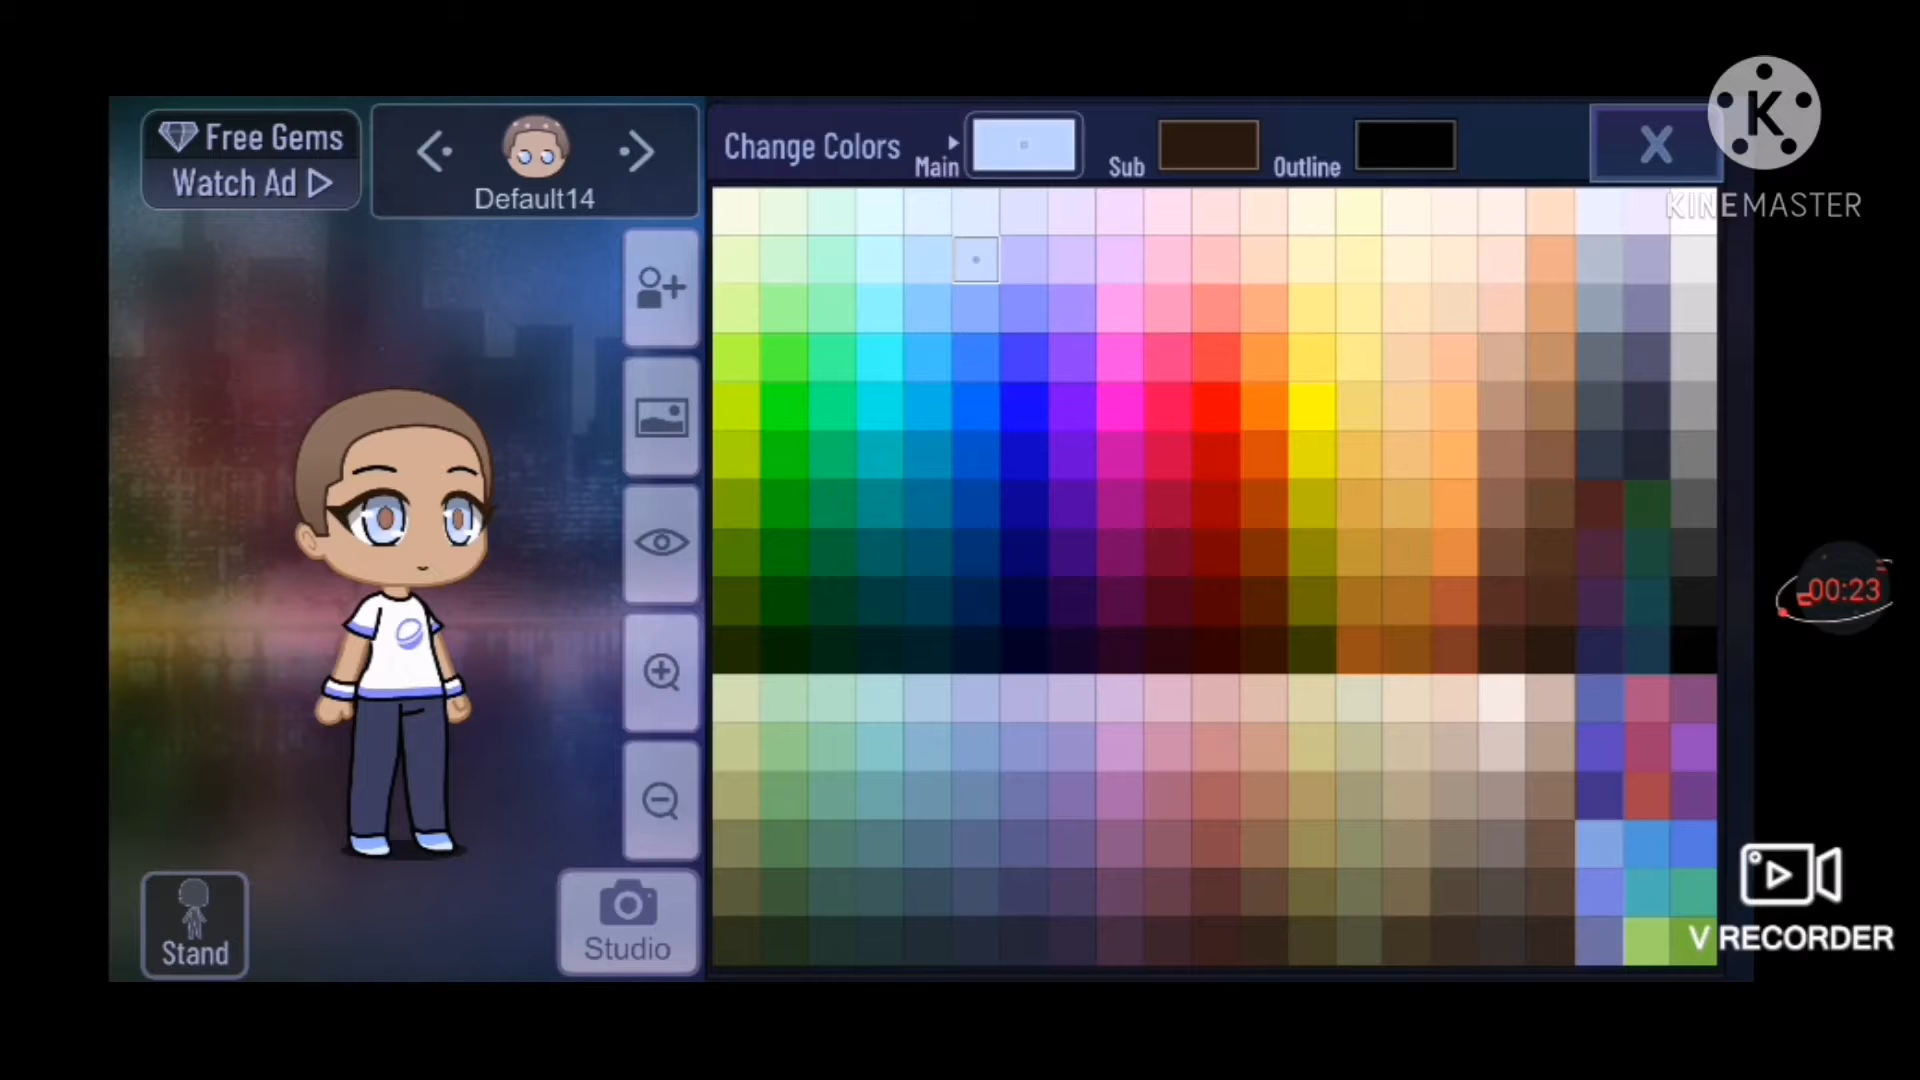 Free Gems
Watch Ad
Default14
Change Colors
Main
Sub
Outline
X
K
KINEMASTER
00:23
Stand
Studio
V RECORDER